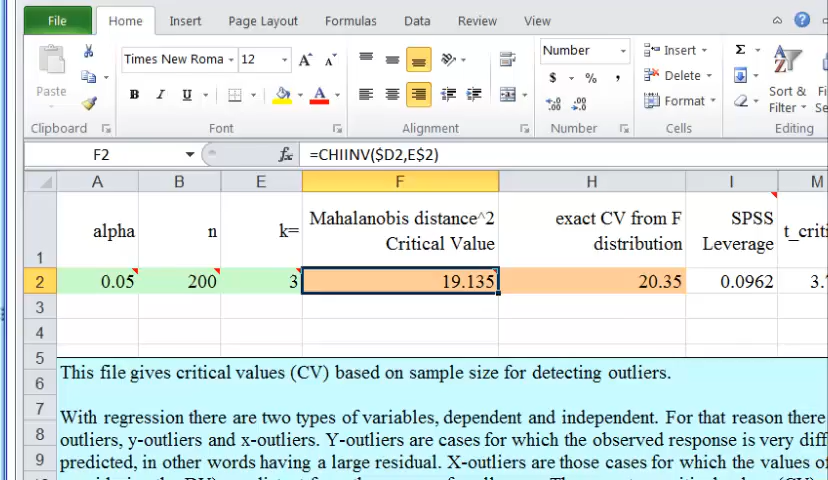 File Home Insert Page Layout Formulas Data Review View
Paste
Times New Roma 12
B I U A
A A
Number
$ % ,
Insert
Delete
Format
Σ
Sort &
Filter
Clipboard Font Alignment Number Cells Editing
F2 fx =CHIINV($D2,E$2)
A B E F H I M
1 alpha n k= Mahalanobis distance^2 exact CV from F SPSS t_criti
Critical Value distribution Leverage
2 0.05 200 3 19.135 20.35 0.0962 3.
3
4
5
6 This file gives critical values (CV) based on sample size for detecting outliers.
7 With regression there are two types of variables, dependent and independent. For that reason there
8 outliers, y-outliers and x-outliers. Y-outliers are cases for which the observed response is very diff
9 predicted, in other words having a large residual. X-outliers are those cases for which the values of